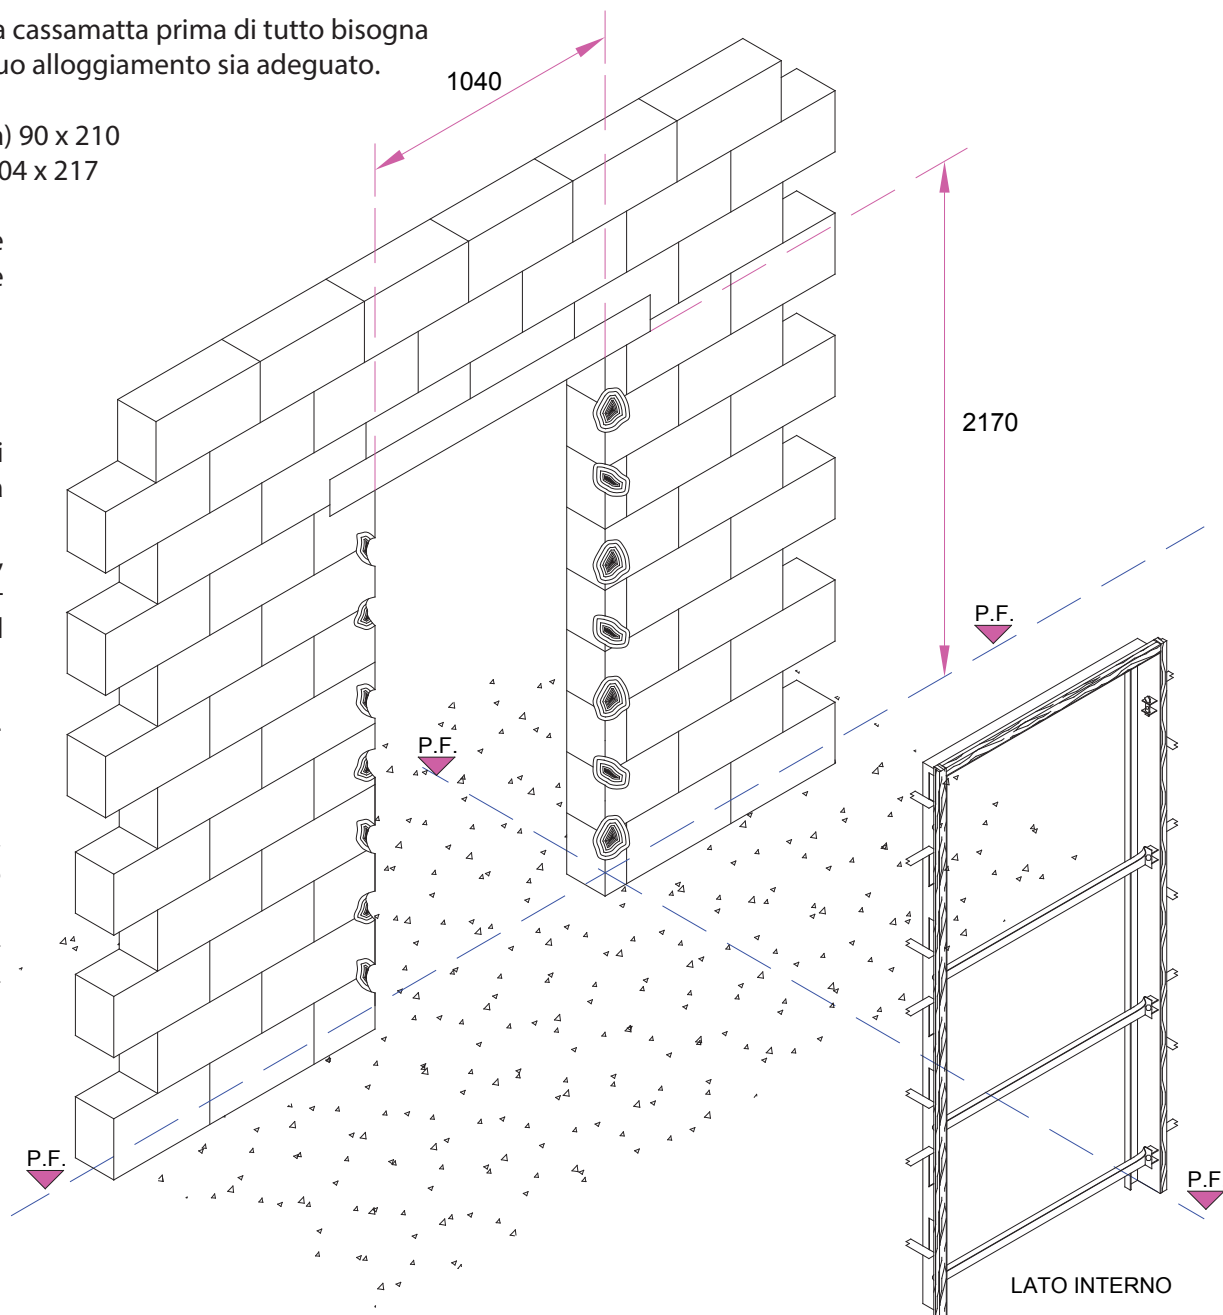 a cassamatta prima di tutto bisogna
uo alloggiamento sia adeguato.
) 90 x 210
04 x 217
e
e
i
l
1040
2170
P.F.
P.F.
P.F.
P.F
LATO INTERNO